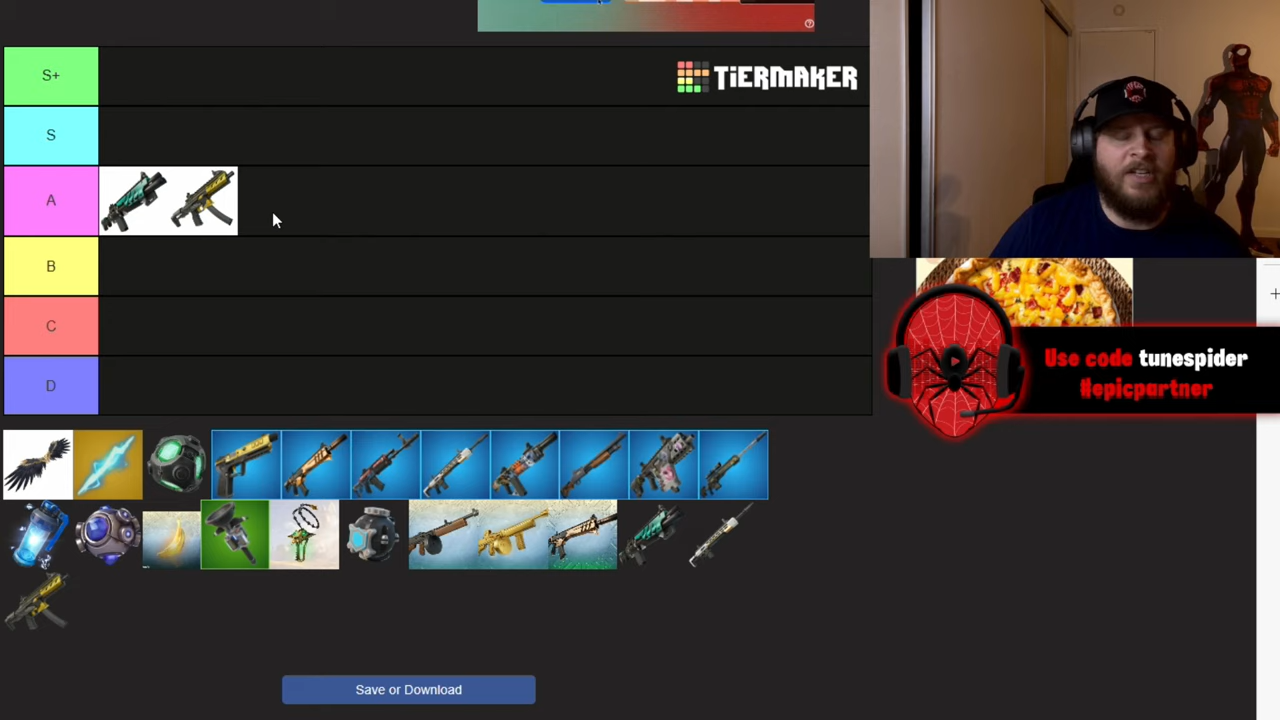 S+
TiERMAKER
S
A
B
C
D
Use code tunespider
#epicpartner
Save or Download